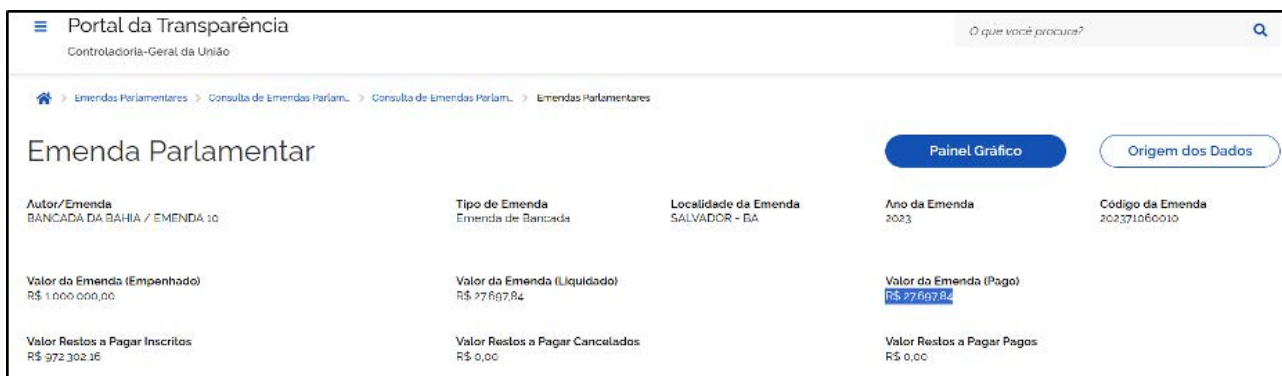 Portal da Transparência
Controladoria-Geral da União
O que você procura?
Emendas Parlamentares > Consulta de Emendas Parlam... > Consulta de Emendas Parlam... > Emendas Parlamentares
Emenda Parlamentar
Painel Gráfico
Origem dos Dados
Autor/Emenda Tipo de Emenda Localidade da Emenda Ano da Emenda Código da Emenda
BANCADA DA BAHIA / EMENDA 10 Emenda de Bancada SALVADOR - BA 2023 202371060010
Valor da Emenda (Empenhado) Valor da Emenda (Liquidado) Valor da Emenda (Pago)
R$ 1.000.000,00 R$ 27.697,84 R$ 27.697,84
Valor Restos a Pagar Inscritos Valor Restos a Pagar Cancelados Valor Restos a Pagar Pagos
R$ 972.302,16 R$ 0,00 R$ 0,00